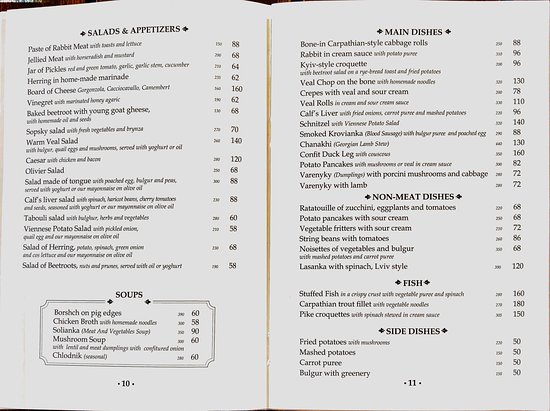 SALADS & APPETIZERS
Paste of Rabbit Meat with toasts and lettuce 150 88
Jellied Meat with horseradish and mustard 290 68
Jar of Pickles red and green tomato, garlic, garlic stem, cucumber 210 64
Herring in home-made marinade 235 62
Board of Cheese Gorgonzola, Cacciocatullo, Camembert 160 160
Vinegret with marinated honey agaric 190 62
Baked beetroot with young goat gheese, 130 68
with homemade oil and seeds
Sopsky salad with fresh vegetables and brynza 270 70
Warm Veal Salad 260 140
with bulgur, quail eggs and mushrooms, served with yoghurt or oil
Caesar with chicken and bacon 280 120
Olivier Salad 250 68
Salad made of tongue with poached egg, bulgur and peas, 300 88
served with yoghurt or our mayonnaise on olive oil
Calf's liver salad with spinach, haricot beans, cherry tomatoes 250 88
and seeds, seasoned with yoghurt or our mayonnaise on olive oil
Tabouli salad with bulghur, herbs and vegetables 280 60
Viennese Potato Salad with pickled onion, 210 58
quail egg and our mayonnaise on olive oil
Salad of Herring, potato, spinach, green onion 230 68
and cos lettuce and our mayonnaise on olive oil
Salad of Beetroots, nuts and prunes, served with oil or yoghurt 190 58
SOUPS
Borshch on pig edges 390 60
Chicken Broth with homemade noodles 300 58
Solianka (Meat And Vegetables Soup) 350 90
Mushroom Soup 300 60
with lentil and meat dumplings with confitured onion
Chlodnik (seasonal) 280 60
· 10 ·
MAIN DISHES
Bone-in Carpathian-style cabbage rolls 250 88
Rabbit in cream sauce with potato puree 310 96
Kyiv-style croquette 300 96
with beetroot salad on a rye-bread toast and fried potatoes
Veal Chop on the bone with homemade noodles 320 130
Crepes with veal and sour cream 280 78
Veal Rolls in cream and sour cream sauce 330 110
Calf's Liver with fried onions, carrot puree and mashed potatoes 260 96
Schnitzel with Viennese Potato Salad 220 140
Smoked Krovianka (Blood Sausage) with bulgur puree and poached egg 290 88
Chanakhi (Georgian Lamb Stew) 440 130
Confit Duck Leg with couscous 350 160
Potato Pancakes with mushrooms or veal in cream sauce 300 82
Varenyky (Dumplings) with porcini mushrooms and cabbage 280 72
Varenyky with lamb 280 72
NON-MEAT DISHES
Ratatouille of zucchini, eggplants and tomatoes 250 68
Potato pancakes with sour cream 250 68
Vegetable fritters with sour cream 250 72
String beans with tomatoes 260 86
Noisettes of vegetables and bulgur 350 68
with mashed potatoes and carrot puree
Lasanka with spinach, Lviv style 300 120
FISH
Stuffed Fish in a crispy crust with vegetable puree and spinach 280 160
Carpathian trout fillet with vegetable noodles 270 180
Pike croquettes with spinach stewed in cream sauce 305 150
SIDE DISHES
Fried potatoes with mushrooms 220 50
Mashed potatoes 150 50
Carrot puree 150 50
Bulgur with greenery 150 50
· 11 ·